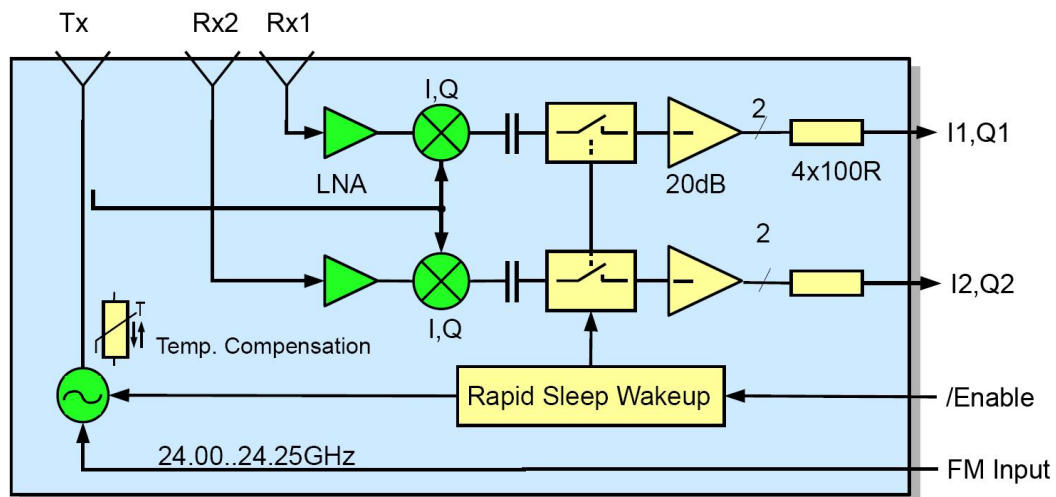 Tx
Rx2
Rx1
I,Q
2
I1,Q1
LNA
20dB
4x100R
2
I2,Q2
I,Q
T
Temp. Compensation
Rapid Sleep Wakeup
/Enable
24.00..24.25GHz
FM Input